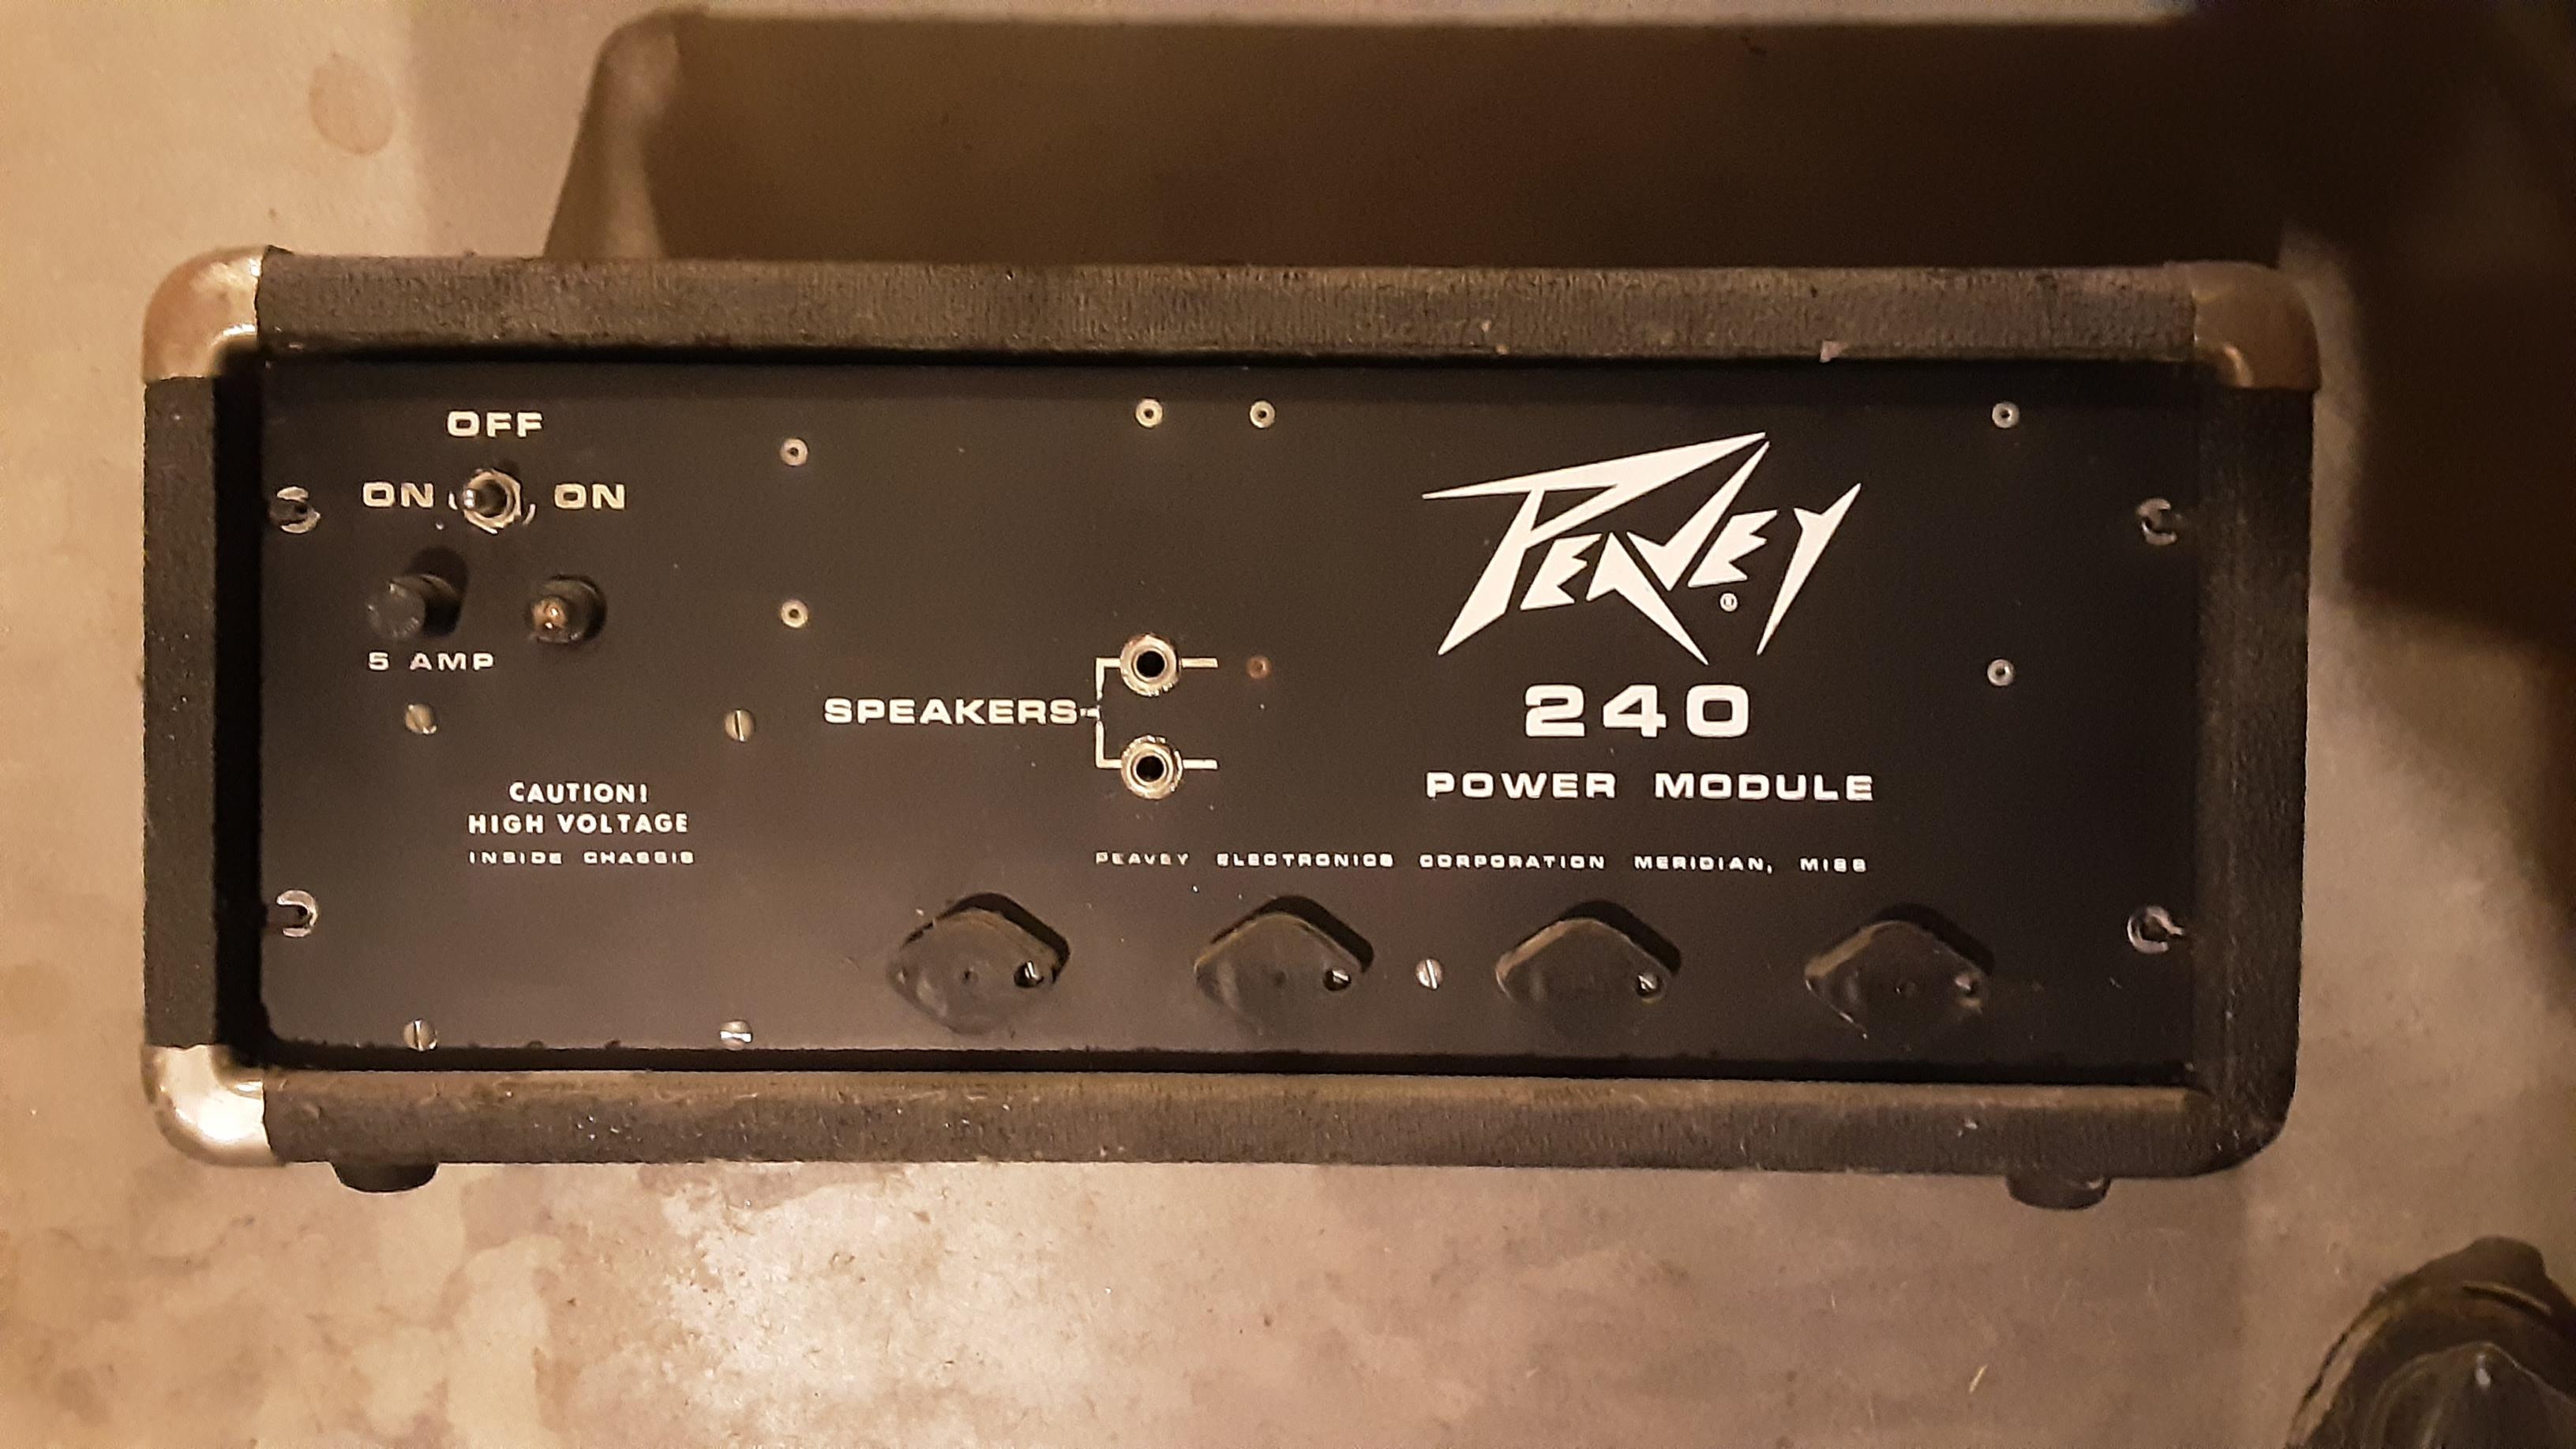 OFF
ON ON
5 AMP
CAUTION!
HIGH VOLTAGE
INSIDE CHASSIS
SPEAKERS
PEAVEY
®
240
POWER MODULE
PEAVEY ELECTRONICS CORPORATION MERIDIAN, MISS